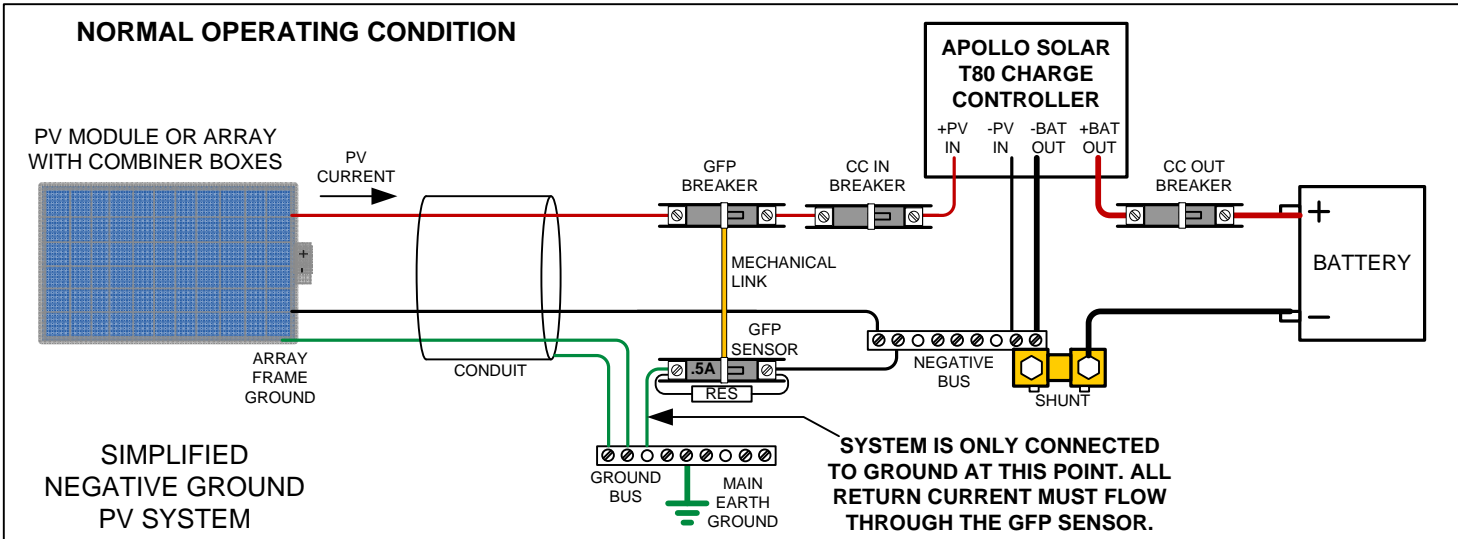 NORMAL OPERATING CONDITION
APOLLO SOLAR
T80 CHARGE
CONTROLLER
+PV
IN
-PV
IN
-BAT
OUT
+BAT
OUT
PV MODULE OR ARRAY
WITH COMBINER BOXES
PV
CURRENT
GFP
BREAKER
CC IN
BREAKER
CC OUT
BREAKER
+
-
+
BATTERY
–
MECHANICAL
LINK
GFP
SENSOR
.5A
RES
NEGATIVE
BUS
SHUNT
ARRAY
FRAME
GROUND
CONDUIT
SIMPLIFIED
NEGATIVE GROUND
PV SYSTEM
GROUND
BUS
MAIN
EARTH
GROUND
SYSTEM IS ONLY CONNECTED
TO GROUND AT THIS POINT. ALL
RETURN CURRENT MUST FLOW
THROUGH THE GFP SENSOR.